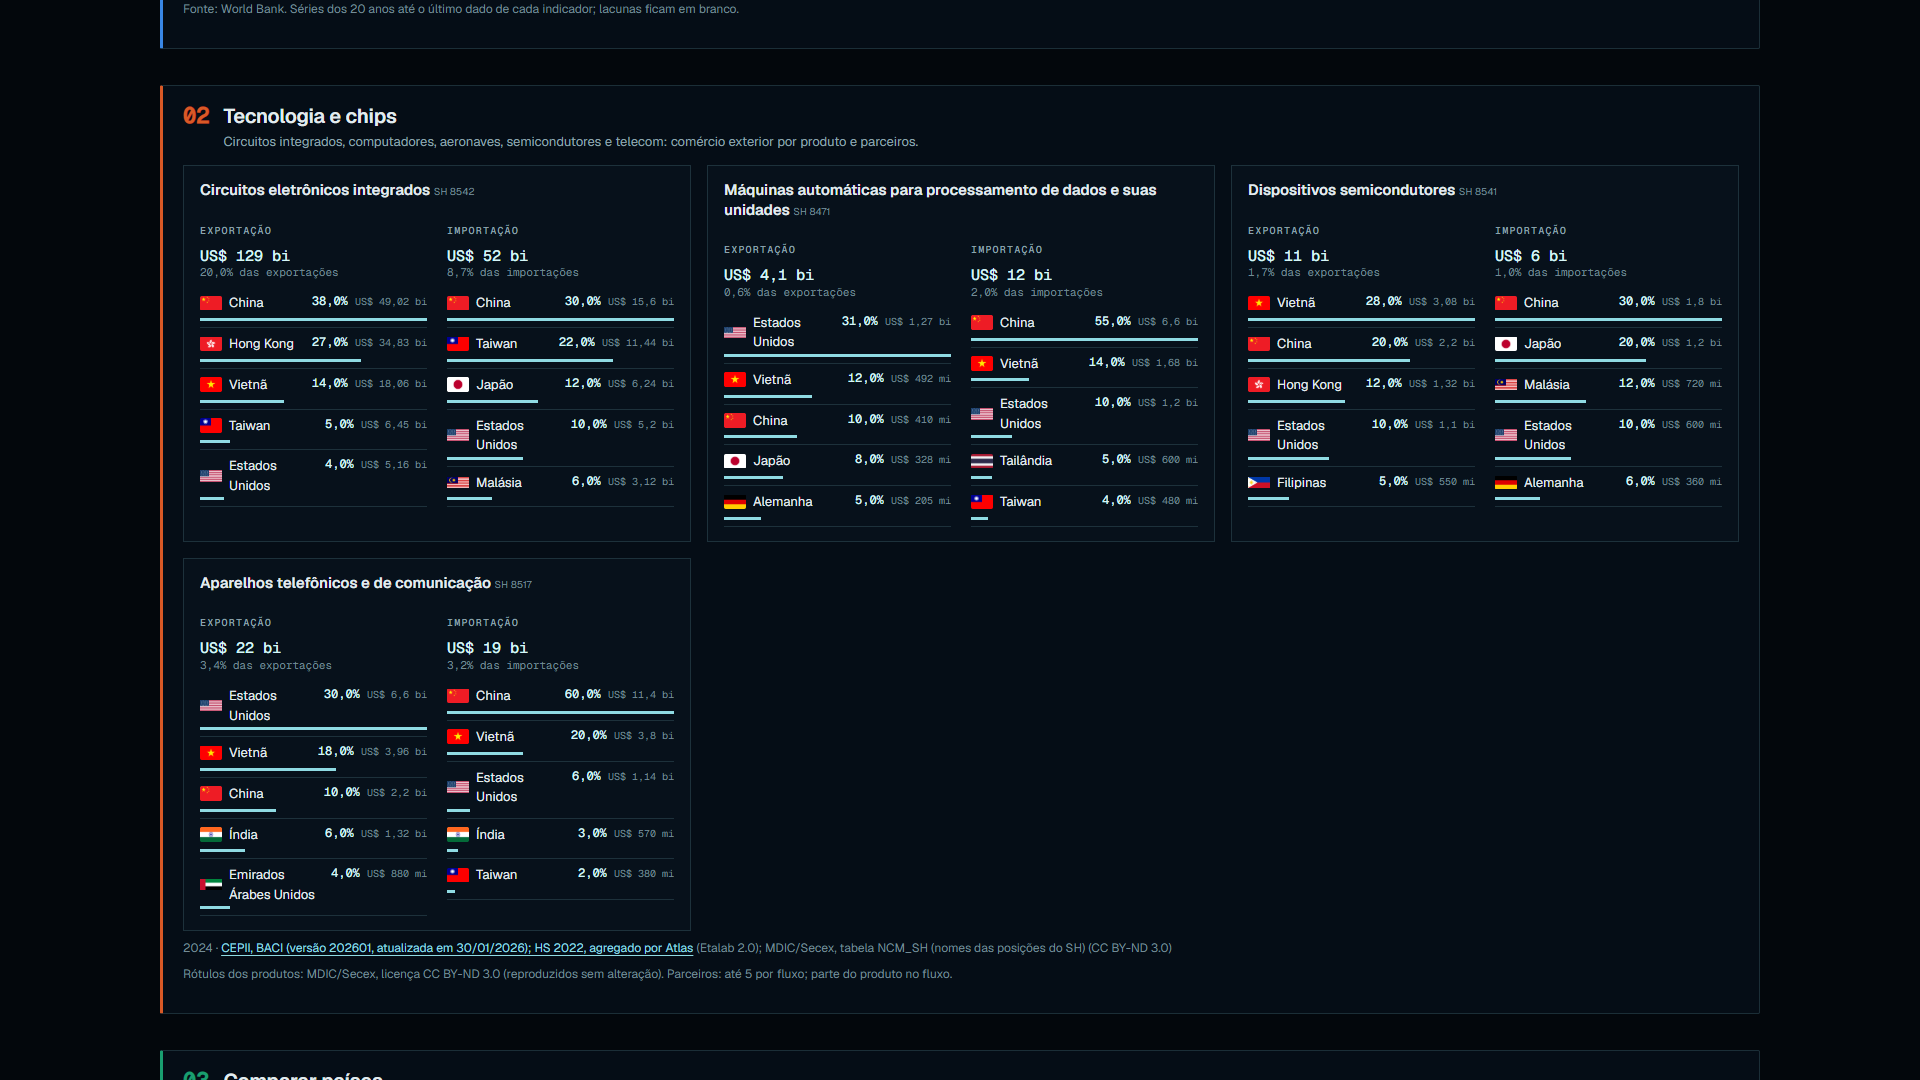 Fonte: World Bank. Séries dos 20 anos até o último dado de cada indicador; lacunas ficam em branco.
02 Tecnologia e chips
Circuitos integrados, computadores, aeronaves, semicondutores e telecom: comércio exterior por produto e parceiros.
Circuitos eletrônicos integrados SH 8542
EXPORTAÇÃO
US$ 129 bi
20,0% das exportações
China 38,0% US$ 49,02 bi
Hong Kong 27,0% US$ 34,83 bi
Vietnã 14,0% US$ 18,06 bi
Taiwan 5,0% US$ 6,45 bi
Estados 4,0% US$ 5,16 bi
Unidos
IMPORTAÇÃO
US$ 52 bi
8,7% das importações
China 30,0% US$ 15,6 bi
Taiwan 22,0% US$ 11,44 bi
Japão 12,0% US$ 6,24 bi
Estados 10,0% US$ 5,2 bi
Unidos
Malásia 6,0% US$ 3,12 bi
Máquinas automáticas para processamento de dados e suas
unidades SH 8471
EXPORTAÇÃO
US$ 4,1 bi
0,6% das exportações
Estados 31,0% US$ 1,27 bi
Unidos
Vietnã 12,0% US$ 492 mi
China 10,0% US$ 410 mi
Japão 8,0% US$ 328 mi
Alemanha 5,0% US$ 205 mi
IMPORTAÇÃO
US$ 12 bi
2,0% das importações
China 55,0% US$ 6,6 bi
Vietnã 14,0% US$ 1,68 bi
Estados 10,0% US$ 1,2 bi
Unidos
Tailândia 5,0% US$ 600 mi
Taiwan 4,0% US$ 480 mi
Dispositivos semicondutores SH 8541
EXPORTAÇÃO
US$ 11 bi
1,7% das exportações
Vietnã 28,0% US$ 3,08 bi
China 20,0% US$ 2,2 bi
Hong Kong 12,0% US$ 1,32 bi
Estados 10,0% US$ 1,1 bi
Unidos
Filipinas 5,0% US$ 550 mi
IMPORTAÇÃO
US$ 6 bi
1,0% das importações
China 30,0% US$ 1,8 bi
Japão 20,0% US$ 1,2 bi
Malásia 12,0% US$ 720 mi
Estados 10,0% US$ 600 mi
Unidos
Alemanha 6,0% US$ 360 mi
Aparelhos telefônicos e de comunicação SH 8517
EXPORTAÇÃO
US$ 22 bi
3,4% das exportações
Estados 30,0% US$ 6,6 bi
Unidos
Vietnã 18,0% US$ 3,96 bi
China 10,0% US$ 2,2 bi
Índia 6,0% US$ 1,32 bi
Emirados 4,0% US$ 880 mi
Árabes Unidos
IMPORTAÇÃO
US$ 19 bi
3,2% das importações
China 60,0% US$ 11,4 bi
Vietnã 20,0% US$ 3,8 bi
Estados 6,0% US$ 1,14 bi
Unidos
Índia 3,0% US$ 570 mi
Taiwan 2,0% US$ 380 mi
2024 · CEPII, BACI (versão 202601, atualizada em 30/01/2026); HS 2022, agregado por Atlas (Etalab 2.0); MDIC/Secex, tabela NCM_SH (nomes das posições do SH) (CC BY-ND 3.0)
Rótulos dos produtos: MDIC/Secex, licença CC BY-ND 3.0 (reproduzidos sem alteração). Parceiros: até 5 por fluxo; parte do produto no fluxo.
03 Comparar países